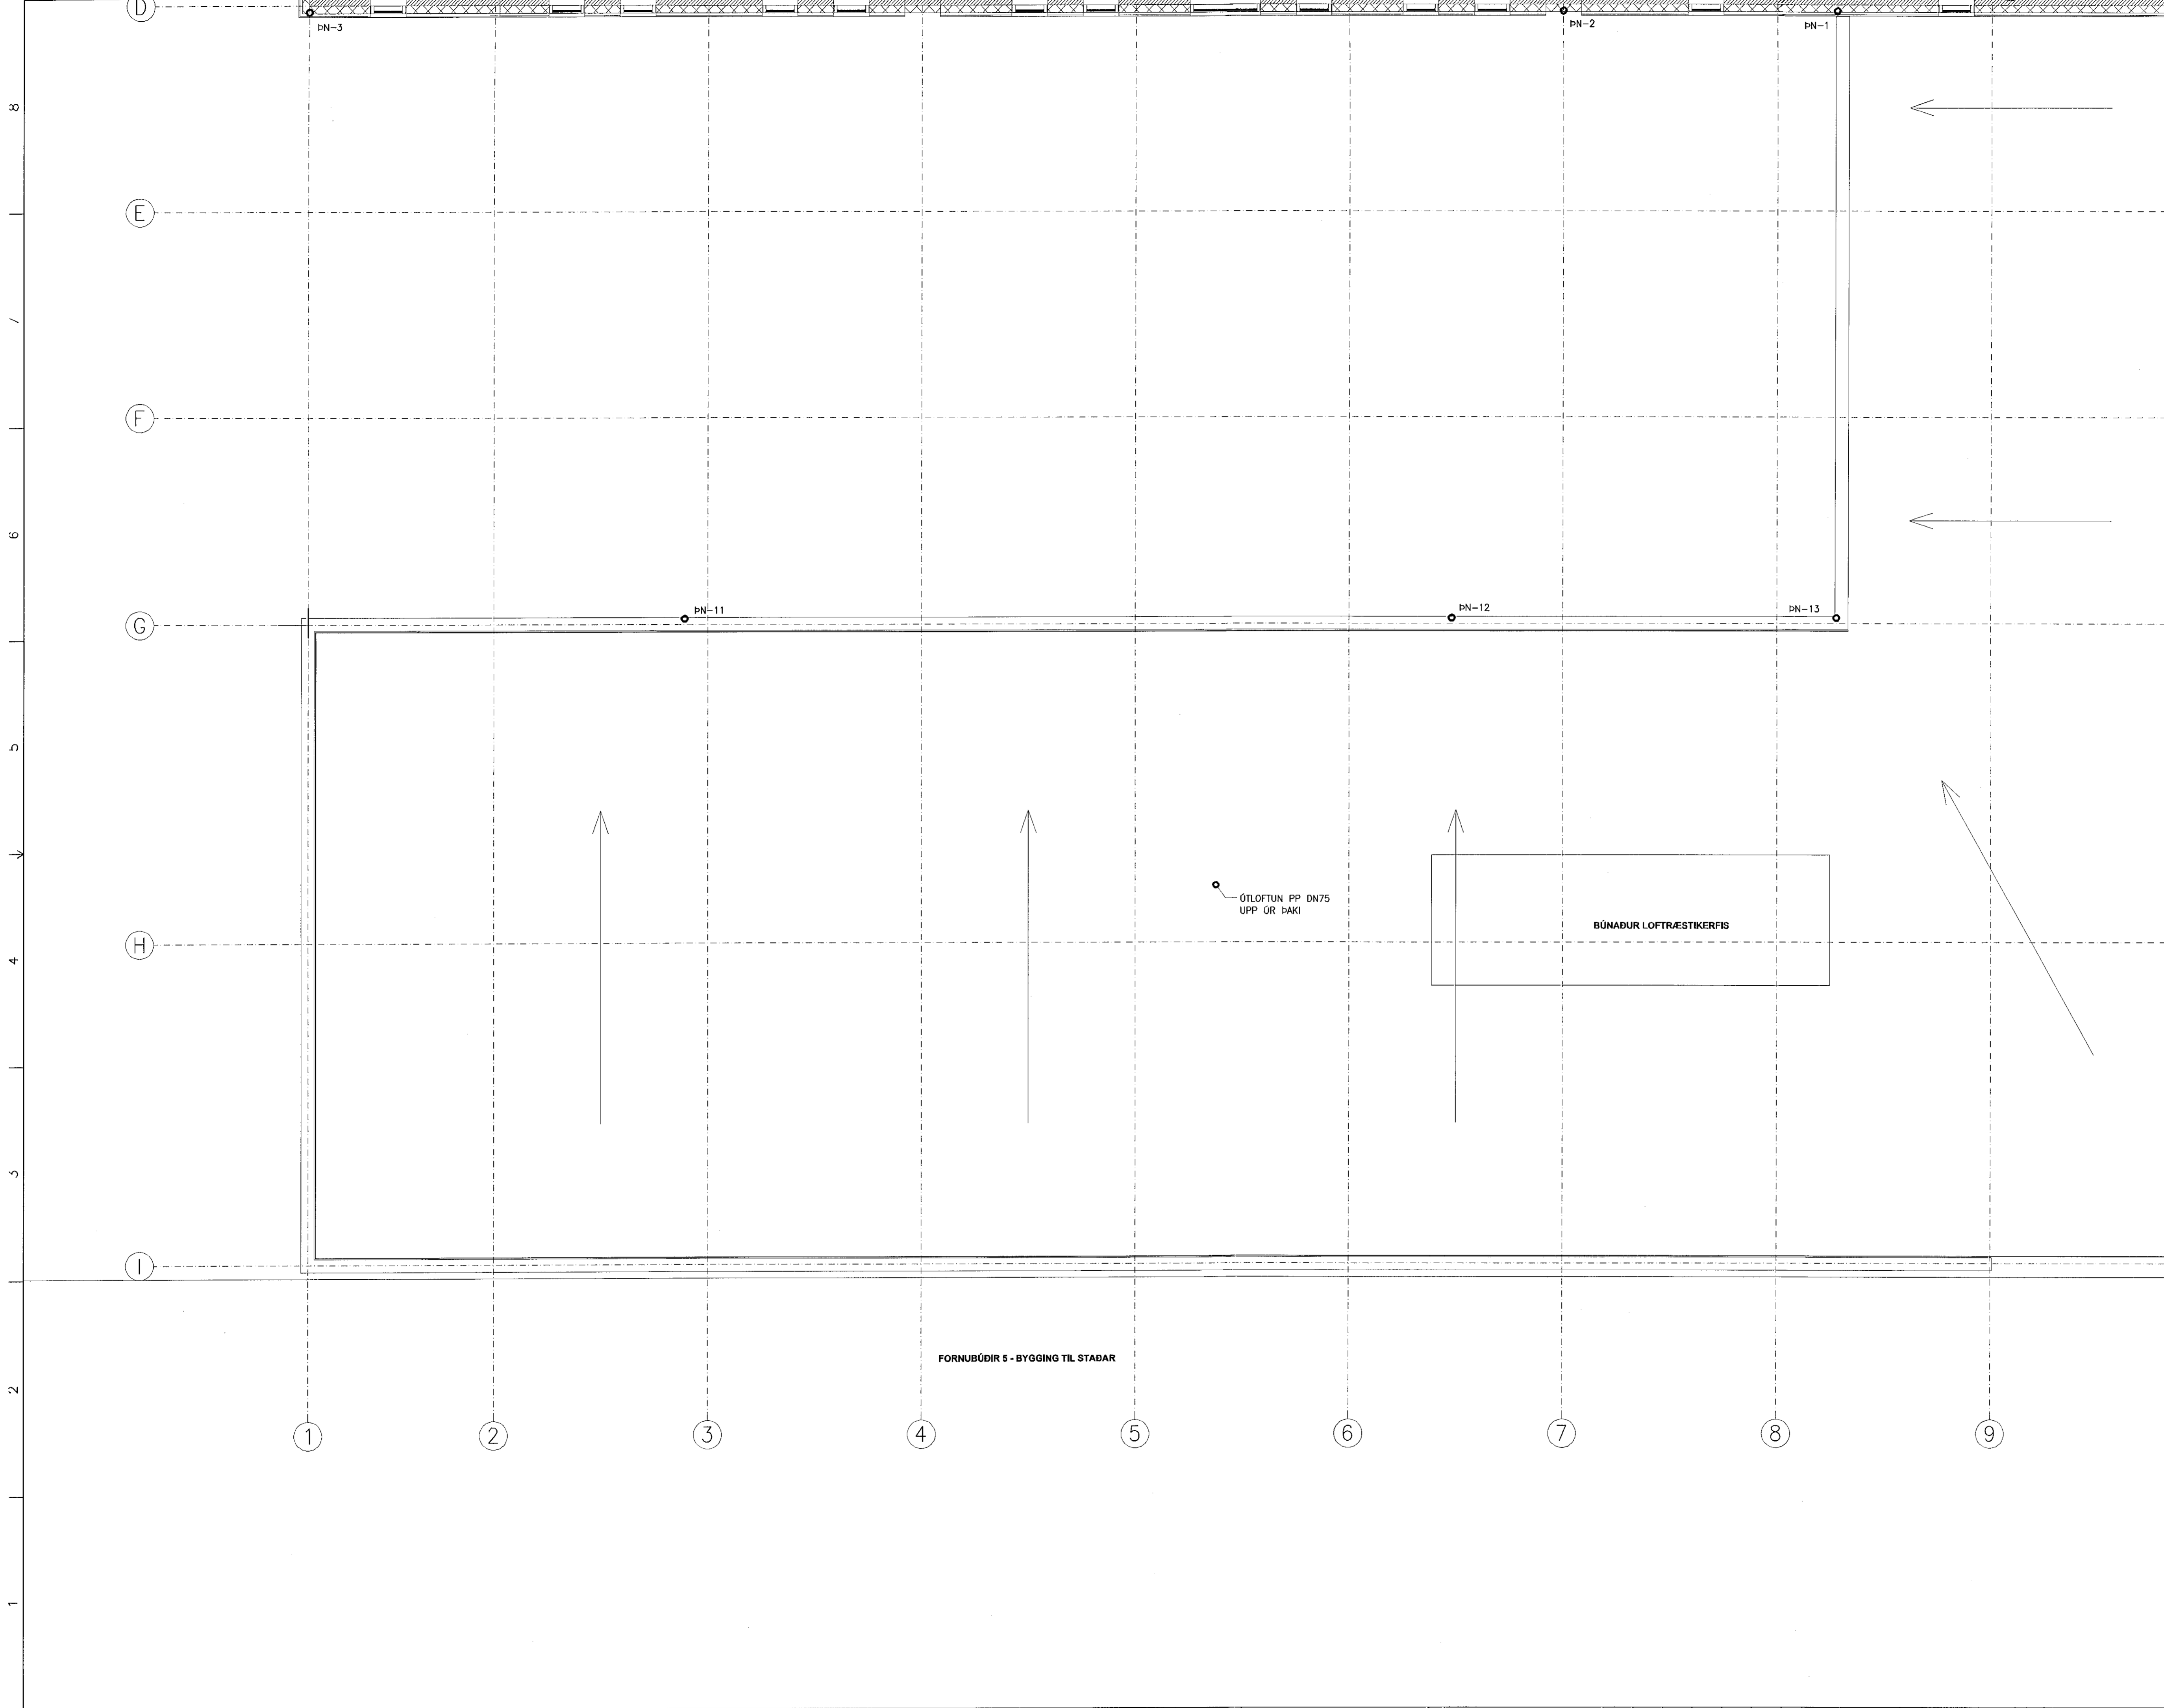 D
ÞN-3
ÞN-2
ÞN-1
8
E
7
F
6
G
ÞN-11
ÞN-12
ÞN-13
5
ÚTLOFTUN PP DN75
UPP ÚR ÞAKI
BÚNAÐUR LOFTRÆSTIKERFIS
H
4
3
I
FORNUBÚÐIR 5 - BYGGING TIL STAÐAR
2
1 2 3 4 5 6 7 8 9
1